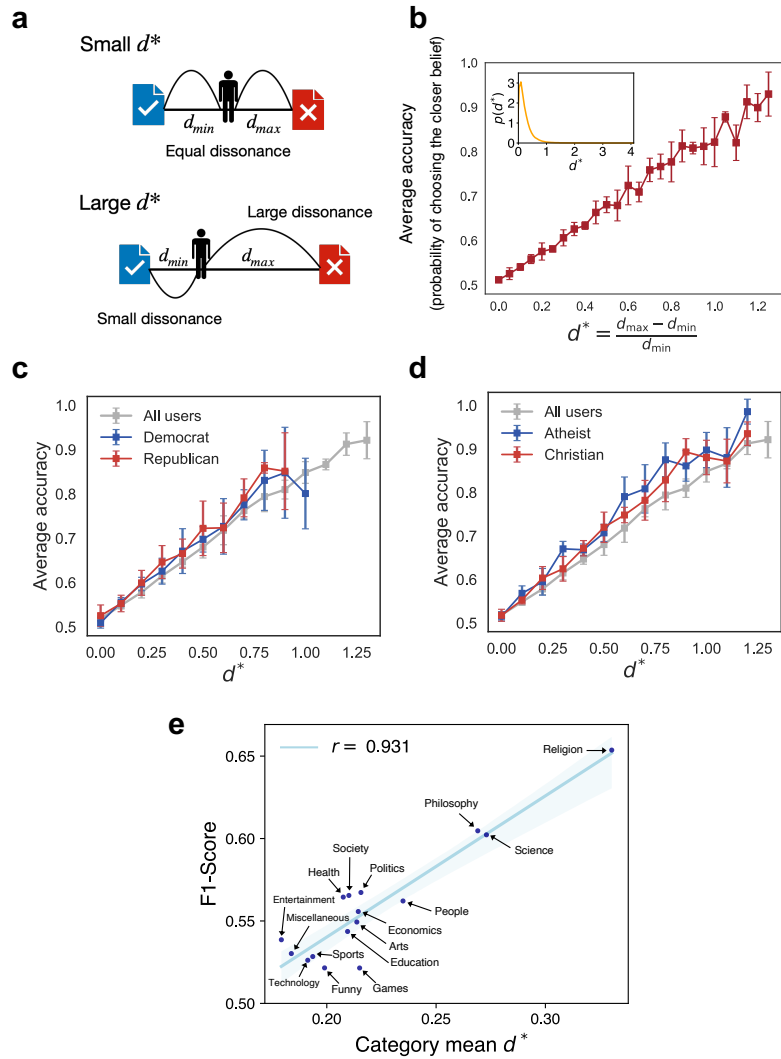 a
Small d*
d_min
d_max
Equal dissonance
Large d*
Large dissonance
d_min
d_max
Small dissonance
b
Average accuracy
(probability of choosing the closer belief)
1.0
0.9
0.8
0.7
0.6
0.5
p(d*)
3
2
1
0
0 1 2 3 4
d*
0.0 0.2 0.4 0.6 0.8 1.0 1.2
d* = (d_max − d_min) / d_min
c
Average accuracy
1.0
0.9
0.8
0.7
0.6
0.5
All users
Democrat
Republican
0.00 0.25 0.50 0.75 1.00 1.25
d*
d
Average accuracy
1.0
0.9
0.8
0.7
0.6
0.5
All users
Atheist
Christian
0.00 0.25 0.50 0.75 1.00 1.25
d*
e
F1-Score
0.65
0.60
0.55
0.50
r = 0.931
Religion
Philosophy
Science
Society
Health
Politics
Entertainment
Miscellaneous
People
Economics
Arts
Sports
Education
Technology
Funny
Games
0.20 0.25 0.30
Category mean d*